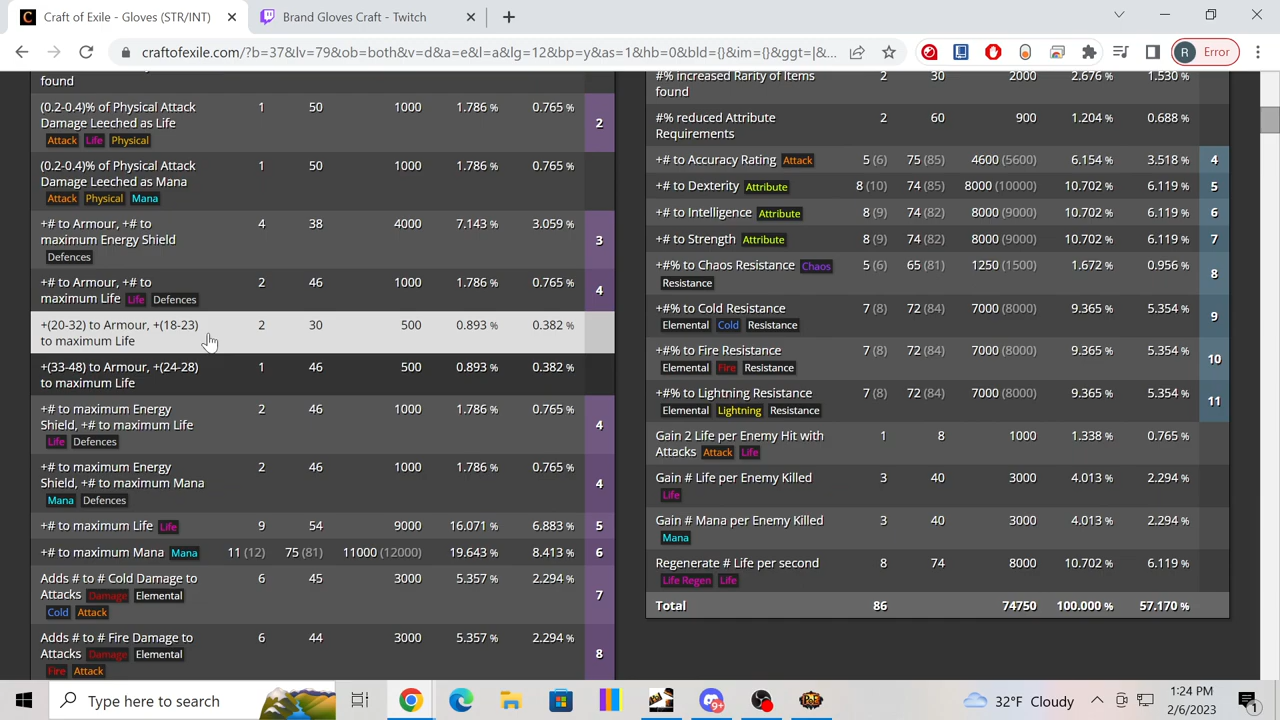 Craft of Exile - Gloves (STR/INT)
Brand Gloves Craft - Twitch
craftofexile.com/?b=37&lv=79&ob=both&v=d&a=e&l=a&lg=12&bp=y&as=1&hb=0&bld={}&im={}&ggt=|&...
R Error
found
(0.2-0.4)% of Physical Attack 1 50 1000 1.786 % 0.765 %
Damage Leeched as Life 2
Attack Life Physical
(0.2-0.4)% of Physical Attack 1 50 1000 1.786 % 0.765 %
Damage Leeched as Mana
Attack Physical Mana
+# to Armour, +# to 4 38 4000 7.143 % 3.059 %
maximum Energy Shield 3
Defences
+# to Armour, +# to 2 46 1000 1.786 % 0.765 %
maximum Life Life Defences 4
+(20-32) to Armour, +(18-23) 2 30 500 0.893 % 0.382 %
to maximum Life
+(33-48) to Armour, +(24-28) 1 46 500 0.893 % 0.382 %
to maximum Life
+# to maximum Energy 2 46 1000 1.786 % 0.765 %
Shield, +# to maximum Life 4
Life Defences
+# to maximum Energy 2 46 1000 1.786 % 0.765 %
Shield, +# to maximum Mana 4
Mana Defences
+# to maximum Life Life 9 54 9000 16.071 % 6.883 % 5
+# to maximum Mana Mana 11 (12) 75 (81) 11000 (12000) 19.643 % 8.413 % 6
Adds # to # Cold Damage to 6 45 3000 5.357 % 2.294 %
Attacks Damage Elemental 7
Cold Attack
Adds # to # Fire Damage to 6 44 3000 5.357 % 2.294 %
Attacks Damage Elemental 8
Fire Attack
#% increased Rarity of Items 2 30 2000 2.676 % 1.530 %
found
#% reduced Attribute 2 60 900 1.204 % 0.688 %
Requirements
+# to Accuracy Rating Attack 5 (6) 75 (85) 4600 (5600) 6.154 % 3.518 % 4
+# to Dexterity Attribute 8 (10) 74 (85) 8000 (10000) 10.702 % 6.119 % 5
+# to Intelligence Attribute 8 (9) 74 (82) 8000 (9000) 10.702 % 6.119 % 6
+# to Strength Attribute 8 (9) 74 (82) 8000 (9000) 10.702 % 6.119 % 7
+#% to Chaos Resistance Chaos 5 (6) 65 (81) 1250 (1500) 1.672 % 0.956 % 8
Resistance
+#% to Cold Resistance 7 (8) 72 (84) 7000 (8000) 9.365 % 5.354 % 9
Elemental Cold Resistance
+#% to Fire Resistance 7 (8) 72 (84) 7000 (8000) 9.365 % 5.354 % 10
Elemental Fire Resistance
+#% to Lightning Resistance 7 (8) 72 (84) 7000 (8000) 9.365 % 5.354 % 11
Elemental Lightning Resistance
Gain 2 Life per Enemy Hit with 1 8 1000 1.338 % 0.765 %
Attacks Attack Life
Gain # Life per Enemy Killed 3 40 3000 4.013 % 2.294 %
Life
Gain # Mana per Enemy Killed 3 40 3000 4.013 % 2.294 %
Mana
Regenerate # Life per second 8 74 8000 10.702 % 6.119 %
Life Regen Life
Total 86 74750 100.000 % 57.170 %
Type here to search
9+
32°F Cloudy
1:24 PM
2/6/2023
1